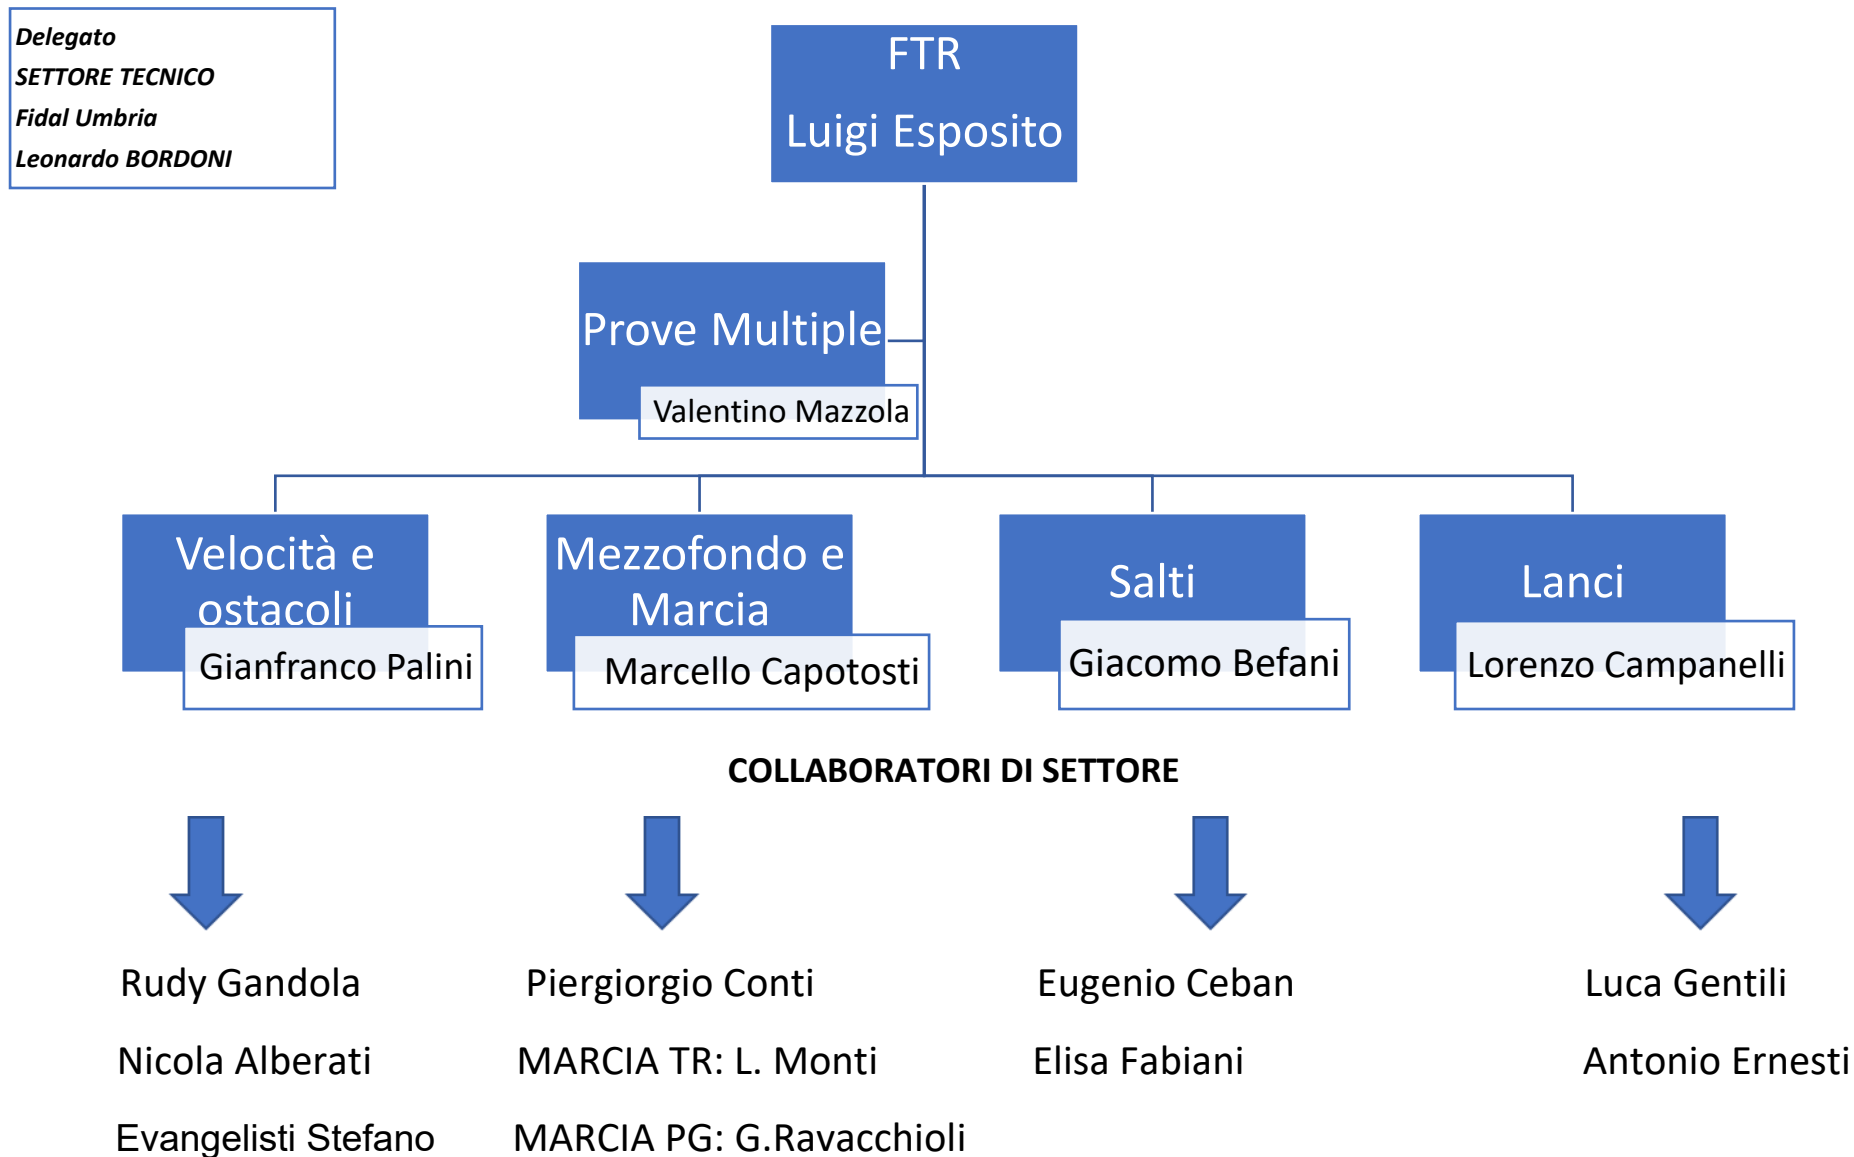 Delegato
SETTORE TECNICO
Fidal Umbria
Leonardo BORDONI
FTR
Luigi Esposito
Prove Multiple
Valentino Mazzola
Velocità e
ostacoli
Gianfranco Palini
Mezzofondo e
Marcia
Marcello Capotosti
Salti
Giacomo Befani
Lanci
Lorenzo Campanelli
COLLABORATORI DI SETTORE
Rudy Gandola
Nicola Alberati
Evangelisti Stefano
Piergiorgio Conti
MARCIA TR: L. Monti
MARCIA PG: G.Ravacchioli
Eugenio Ceban
Elisa Fabiani
Luca Gentili
Antonio Ernesti